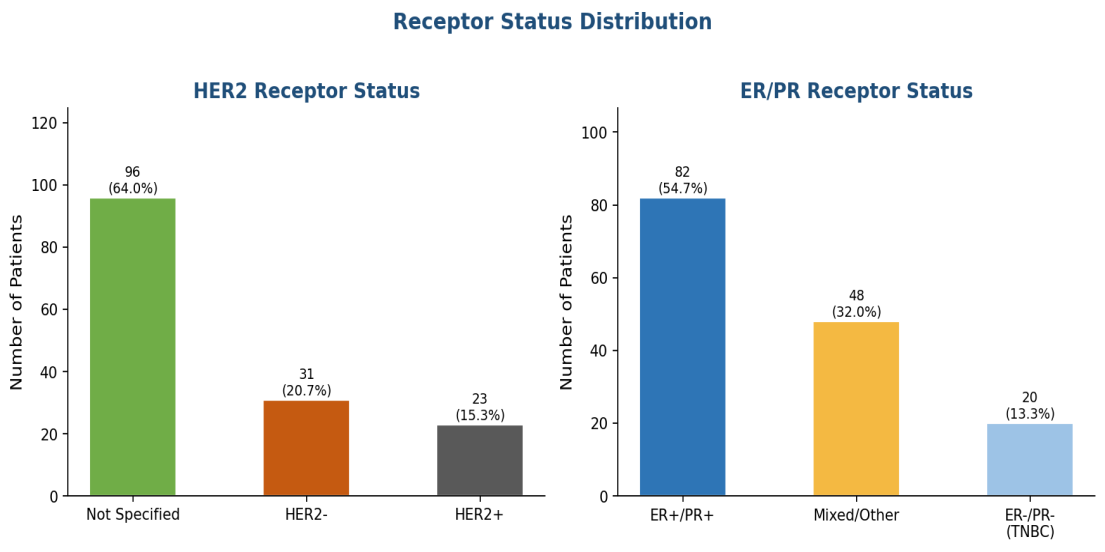 Receptor Status Distribution
HER2 Receptor Status
Number of Patients
120
100
80
60
40
20
0
96
(64.0%)
31
(20.7%)
23
(15.3%)
Not Specified
HER2-
HER2+
ER/PR Receptor Status
Number of Patients
100
80
60
40
20
0
82
(54.7%)
48
(32.0%)
20
(13.3%)
ER+/PR+
Mixed/Other
ER-/PR-
(TNBC)